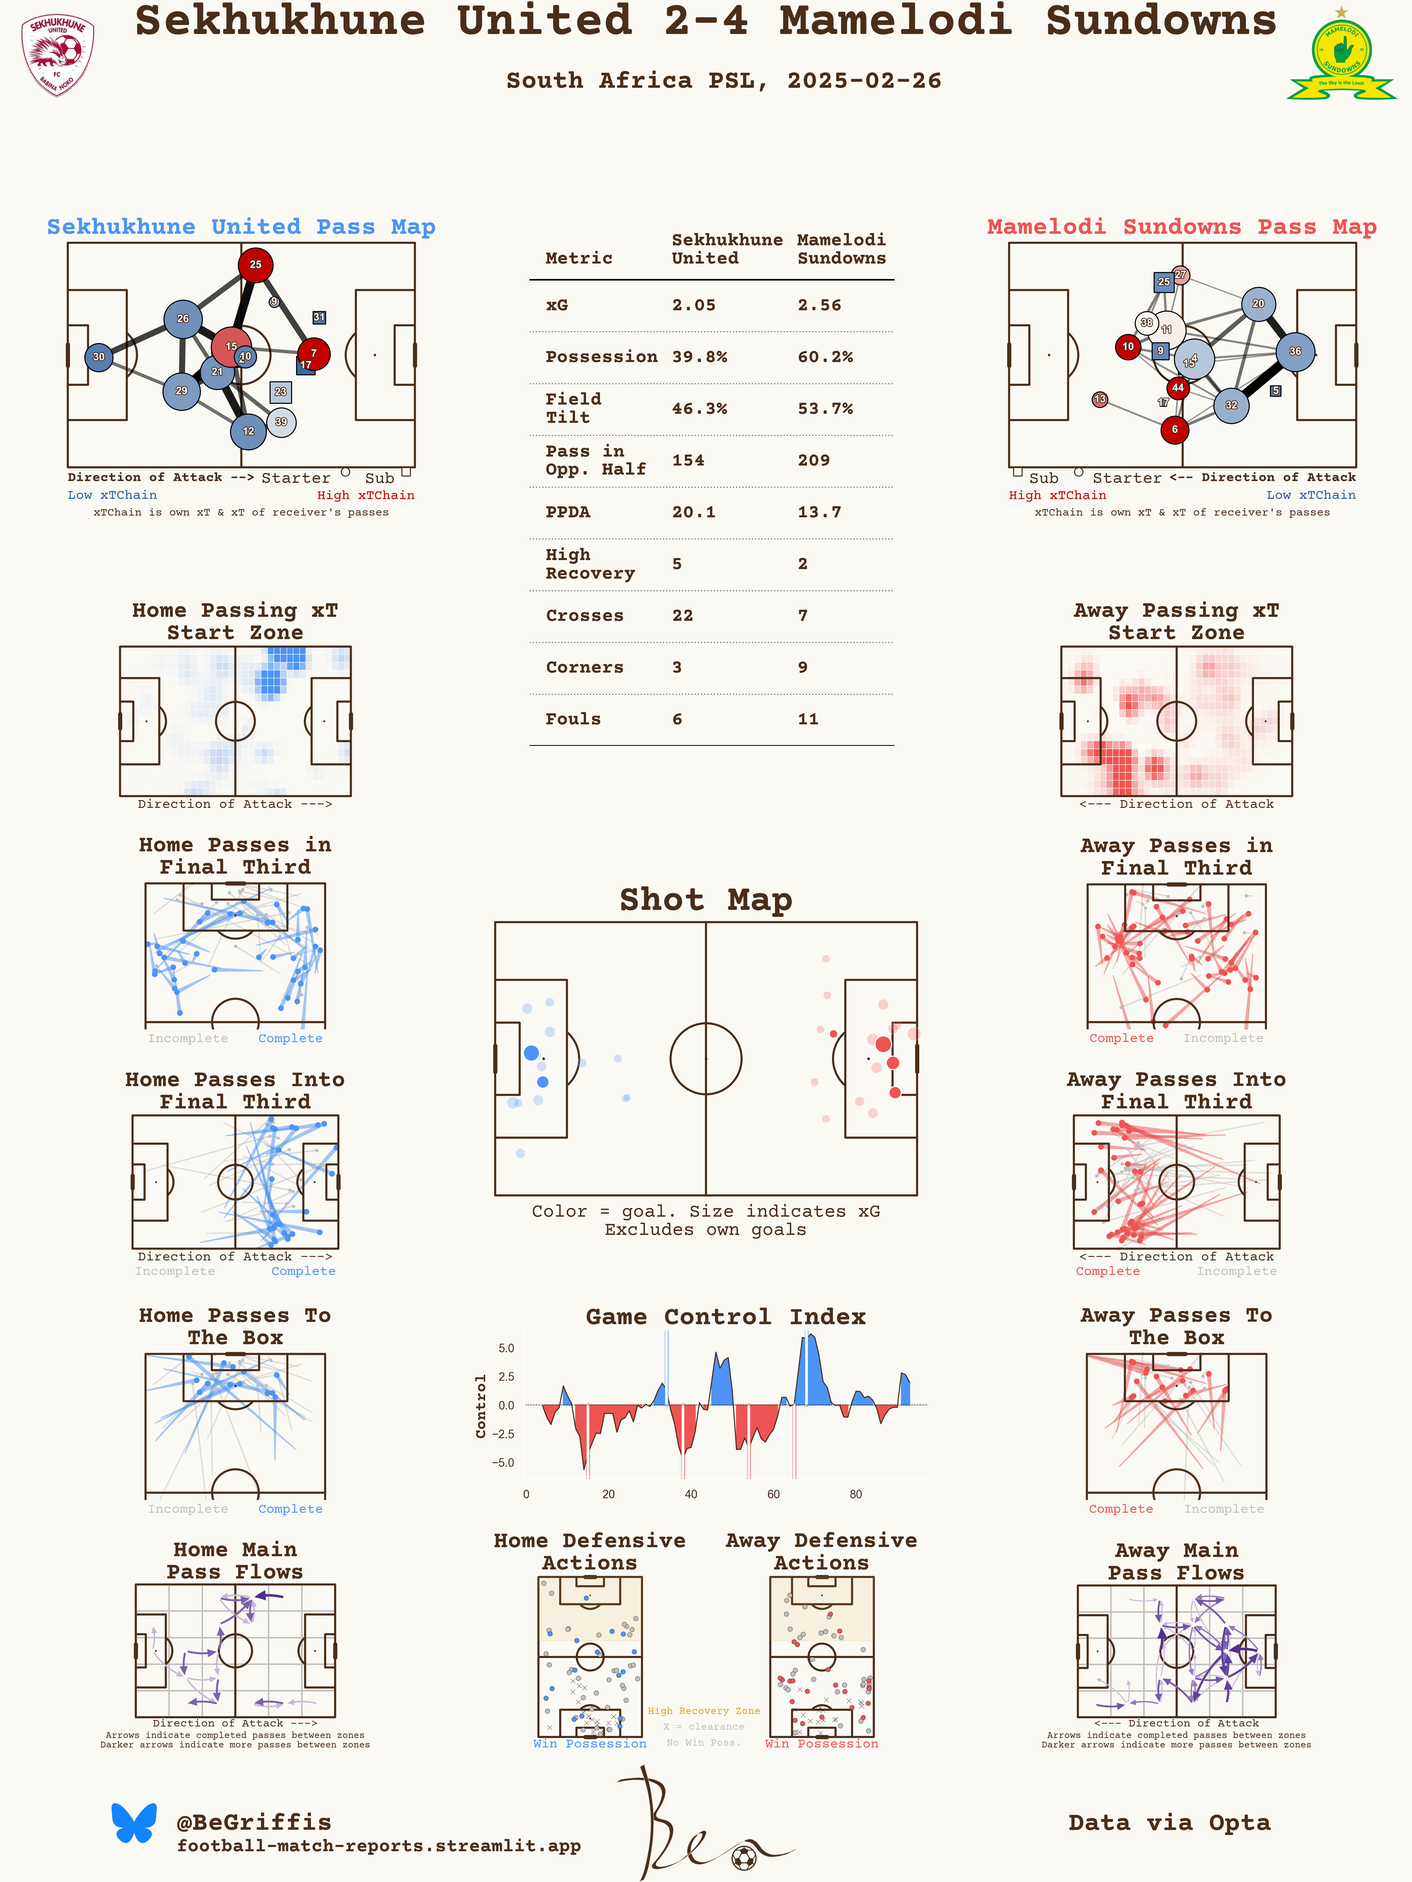 Sekhukhune United 2-4 Mamelodi Sundowns
South Africa PSL, 2025-02-26
SEKHUKHUNE
UNITED
FC
BABINA NOKO
MAMELODI
SUNDOWNS
The Sky is the Limit
Sekhukhune United Pass Map
25
9
26
31
15
10
7
30
17
21
29
23
39
12
Direction of Attack --> Starter Sub
Low xTChain High xTChain
xTChain is own xT & xT of receiver's passes
Metric Sekhukhune United Mamelodi Sundowns
xG 2.05 2.56
Possession 39.8% 60.2%
Field Tilt 46.3% 53.7%
Pass in Opp. Half 154 209
PPDA 20.1 13.7
High Recovery 5 2
Crosses 22 7
Corners 3 9
Fouls 6 11
Mamelodi Sundowns Pass Map
27
25
20
38
11
10
9
4
15
36
44
5
13
17
32
6
Sub Starter <-- Direction of Attack
High xTChain Low xTChain
xTChain is own xT & xT of receiver's passes
Home Passing xT
Start Zone
Direction of Attack --->
Away Passing xT
Start Zone
<--- Direction of Attack
Home Passes in
Final Third
Incomplete Complete
Away Passes in
Final Third
Complete Incomplete
Shot Map
Color = goal. Size indicates xG
Excludes own goals
Home Passes Into
Final Third
Direction of Attack --->
Incomplete Complete
Away Passes Into
Final Third
<--- Direction of Attack
Complete Incomplete
Home Passes To
The Box
Incomplete Complete
Game Control Index
Control
5.0
2.5
0.0
−2.5
−5.0
0 20 40 60 80
Away Passes To
The Box
Complete Incomplete
Home Main
Pass Flows
Direction of Attack --->
Arrows indicate completed passes between zones
Darker arrows indicate more passes between zones
Home Defensive
Actions
Win Possession
High Recovery Zone
X = clearance
No Win Poss.
Away Defensive
Actions
Win Possession
Away Main
Pass Flows
<--- Direction of Attack
Arrows indicate completed passes between zones
Darker arrows indicate more passes between zones
@BeGriffis
football-match-reports.streamlit.app
Ben
Data via Opta